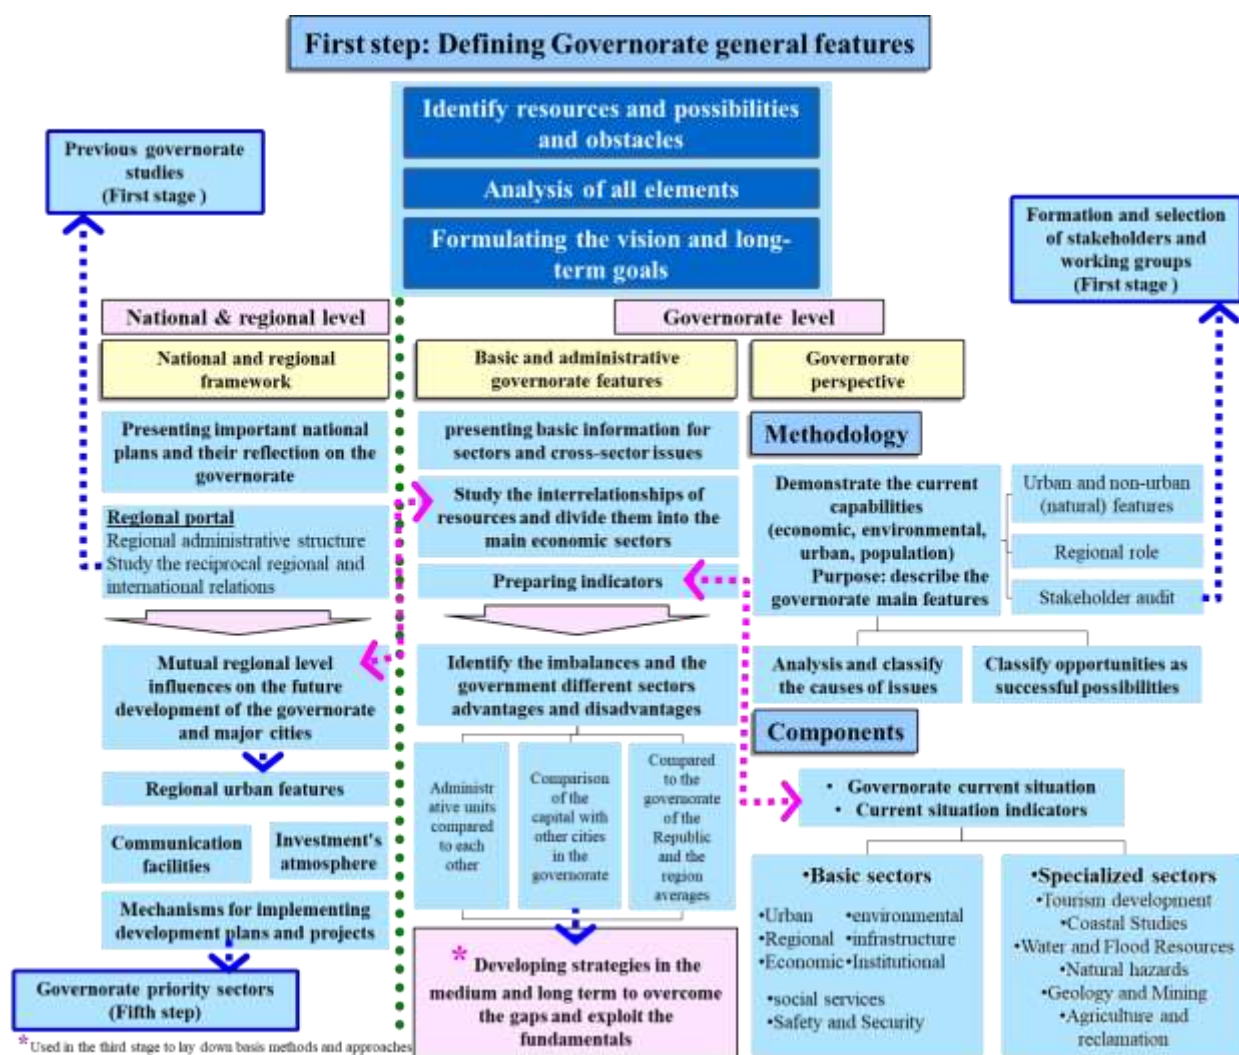 First step: Defining Governorate general features
Identify resources and possibilities
and obstacles
Analysis of all elements
Formulating the vision and long-
term goals
Previous governorate
studies
(First stage )
Formation and selection
of stakeholders and
working groups
(First stage )
National & regional level
Governorate level
National and regional
framework
Basic and administrative
governorate features
Governorate
perspective
Presenting important national
plans and their reflection on the
governorate
Regional portal
Regional administrative structure
Study the reciprocal regional and
international relations
Mutual regional level
influences on the future
development of the governorate
and major cities
Regional urban features
Communication
facilities
Investment's
atmosphere
Mechanisms for implementing
development plans and projects
Governorate priority sectors
(Fifth step)
presenting basic information for
sectors and cross-sector issues
Study the interrelationships of
resources and divide them into the
main economic sectors
Preparing indicators
Identify the imbalances and the
government different sectors
advantages and disadvantages
Administr
ative units
compared
to each
other
Comparison
of the
capital with
other cities
in the
governorate
Compared
to the
governorate
of the
Republic
and the
region
averages
* Developing strategies in the
medium and long term to overcome
the gaps and exploit the
fundamentals
Methodology
Demonstrate the current
capabilities
(economic, environmental,
urban, population)
Purpose: describe the
governorate main features
Urban and non-urban
(natural) features
Regional role
Stakeholder audit
Analysis and classify
the causes of issues
Classify opportunities as
successful possibilities
Components
• Governorate current situation
• Current situation indicators
•Basic sectors
•Urban •environmental
•Regional •infrastructure
•Economic •Institutional
•social services
•Safety and Security
•Specialized sectors
•Tourism development
•Coastal Studies
•Water and Flood Resources
•Natural hazards
•Geology and Mining
•Agriculture and
reclamation
*Used in the third stage to lay down basis methods and approaches